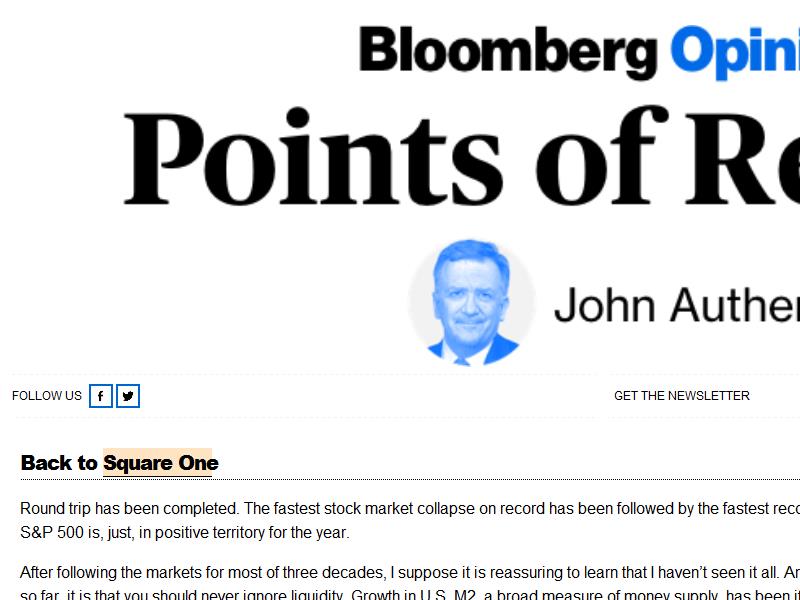 Bloomberg Opini
Points of Re
John Auther
FOLLOW US
GET THE NEWSLETTER
Back to Square One
Round trip has been completed. The fastest stock market collapse on record has been followed by the fastest reco
S&P 500 is, just, in positive territory for the year.
After following the markets for most of three decades, I suppose it is reassuring to learn that I haven’t seen it all. An
so far, it is that you should never ignore liquidity. Growth in U.S. M2, a broad measure of money supply, has been it